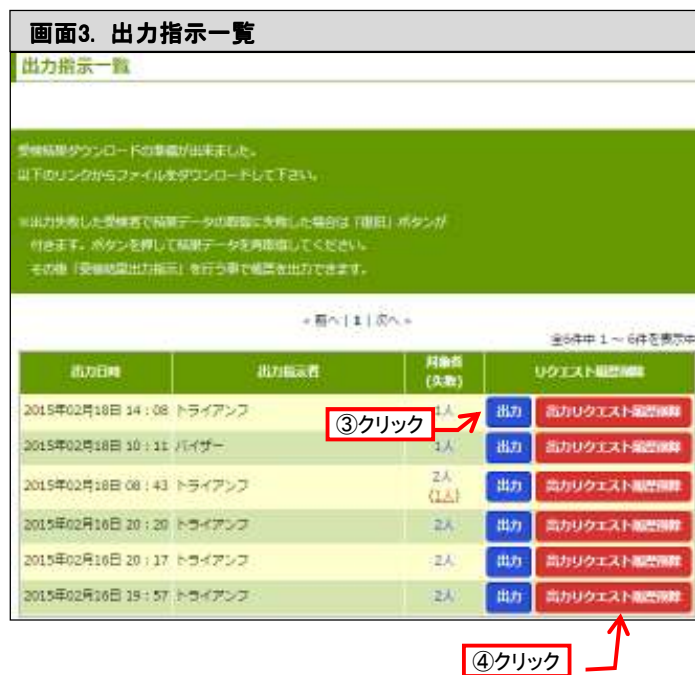 画面3. 出力指示一覧
出力指示一覧
受検結果ダウンロードの準備が出来ました。
以下のリンクからファイルをダウンロードして下さい。
※出力失敗した受検者で結果データの取得に失敗した場合は「復旧」ボタンが
付きます。ボタンを押して結果データを再取得してください。
その後「受検結果出力指示」を行う事で帳票を出力できます。
« 前へ | 1 | 次へ »
全6件中 1 ～ 6件を表示中
出力日時 出力指示者 対象者(失敗) リクエスト履歴削除
2015年02月18日 14：08 トライアンフ 1人 出力 出力リクエスト履歴削除
③クリック
2015年02月18日 10：11 バイザー 1人 出力 出力リクエスト履歴削除
2015年02月18日 08：43 トライアンフ 2人 (1人) 出力 出力リクエスト履歴削除
2015年02月16日 20：20 トライアンフ 2人 出力 出力リクエスト履歴削除
2015年02月16日 20：17 トライアンフ 2人 出力 出力リクエスト履歴削除
2015年02月16日 19：57 トライアンフ 2人 出力 出力リクエスト履歴削除
④クリック